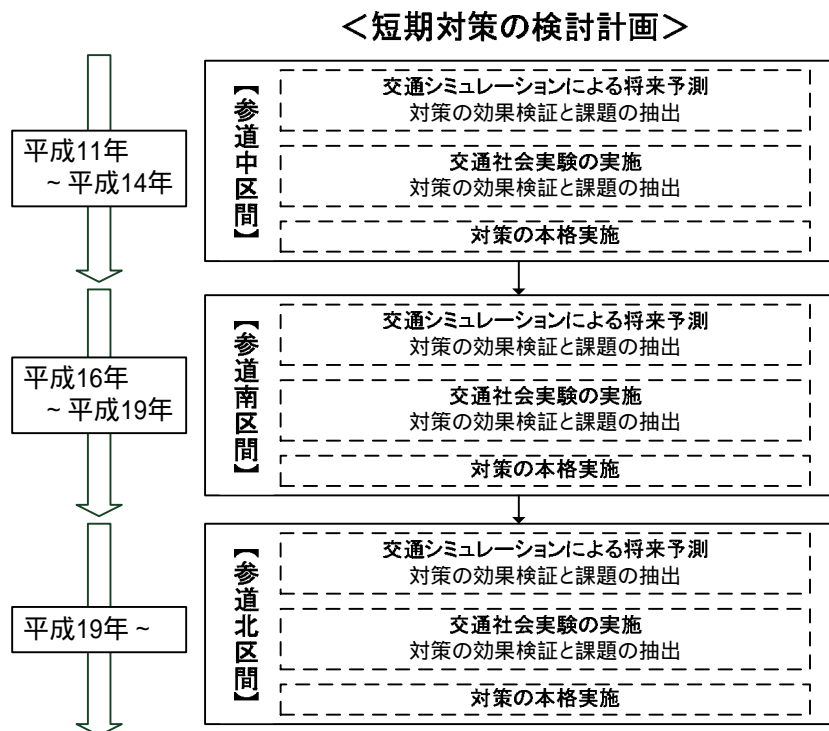 ＜短期対策の検討計画＞
平成11年
～平成14年
【参道中区間】
交通シミュレーションによる将来予測
対策の効果検証と課題の抽出
交通社会実験の実施
対策の効果検証と課題の抽出
対策の本格実施
平成16年
～平成19年
【参道南区間】
交通シミュレーションによる将来予測
対策の効果検証と課題の抽出
交通社会実験の実施
対策の効果検証と課題の抽出
対策の本格実施
平成19年～
【参道北区間】
交通シミュレーションによる将来予測
対策の効果検証と課題の抽出
交通社会実験の実施
対策の効果検証と課題の抽出
対策の本格実施